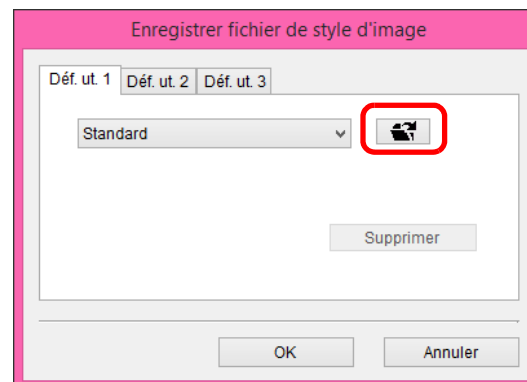 Enregistrer fichier de style d'image
Déf. ut. 1 Déf. ut. 2 Déf. ut. 3
Standard
Supprimer
OK Annuler